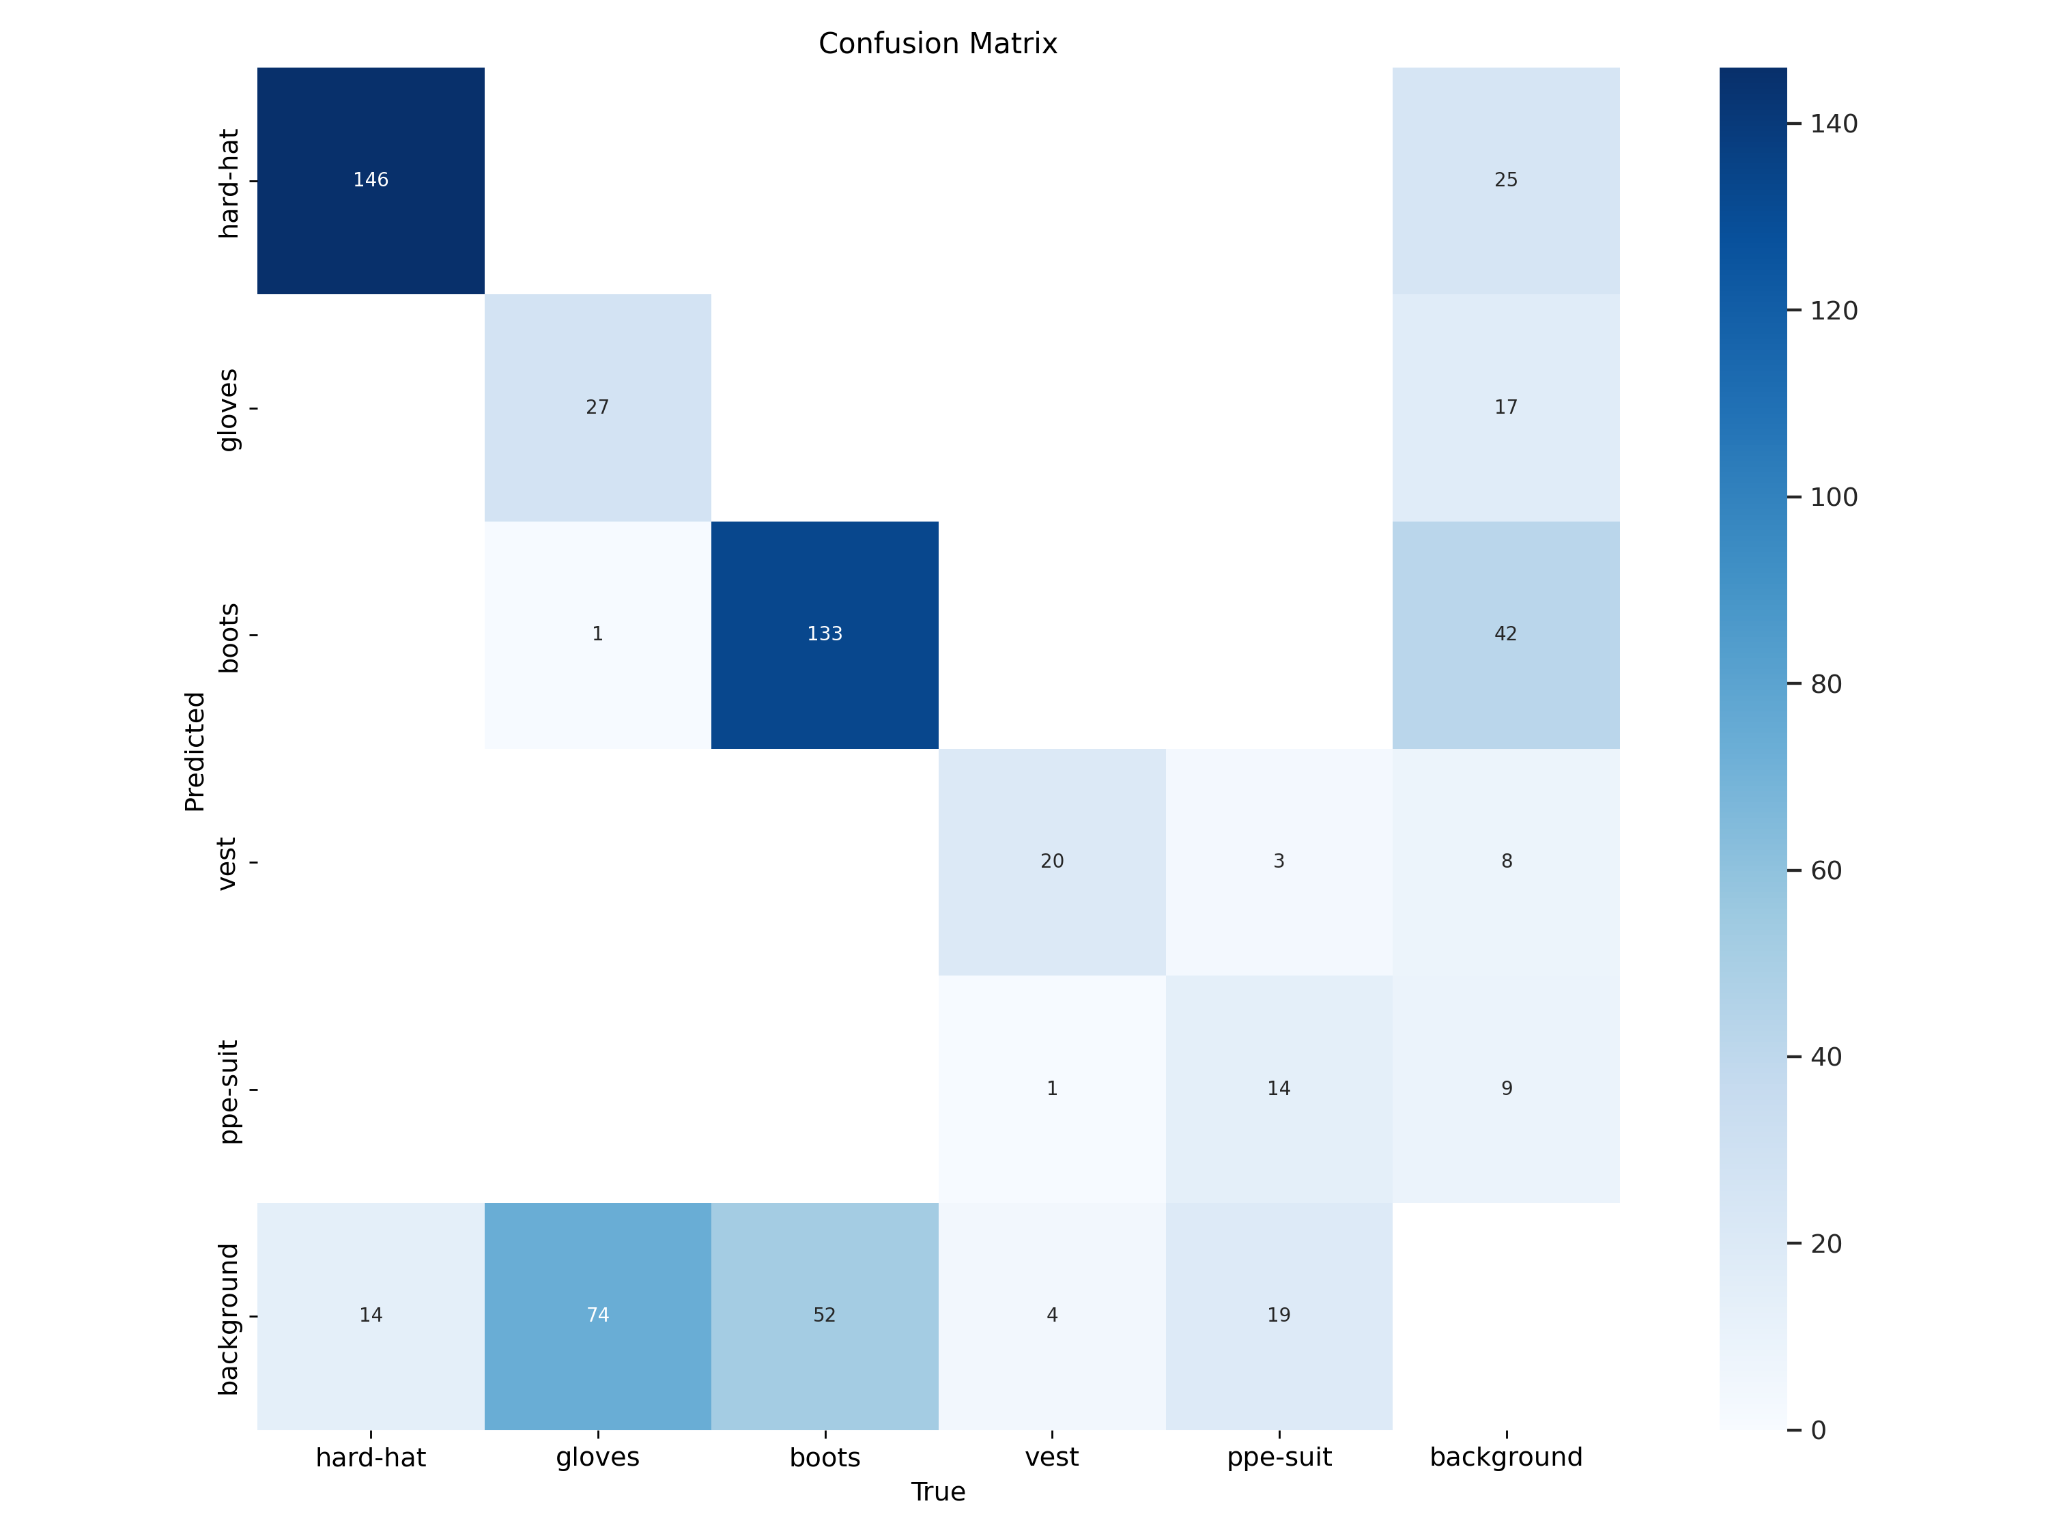 Confusion Matrix
hard-hat
146
25
140
gloves
27
17
120
boots
1
133
42
100
Predicted
80
vest
20
3
8
60
ppe-suit
1
14
9
40
background
14
74
52
4
19
20
0
hard-hat
gloves
boots
vest
ppe-suit
background
True